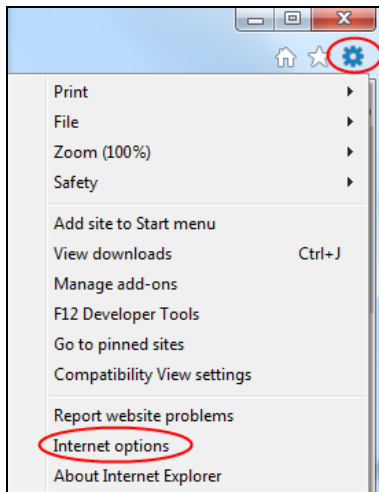 Print
File
Zoom (100%)
Safety
Add site to Start menu
View downloads Ctrl+J
Manage add-ons
F12 Developer Tools
Go to pinned sites
Compatibility View settings
Report website problems
Internet options
About Internet Explorer